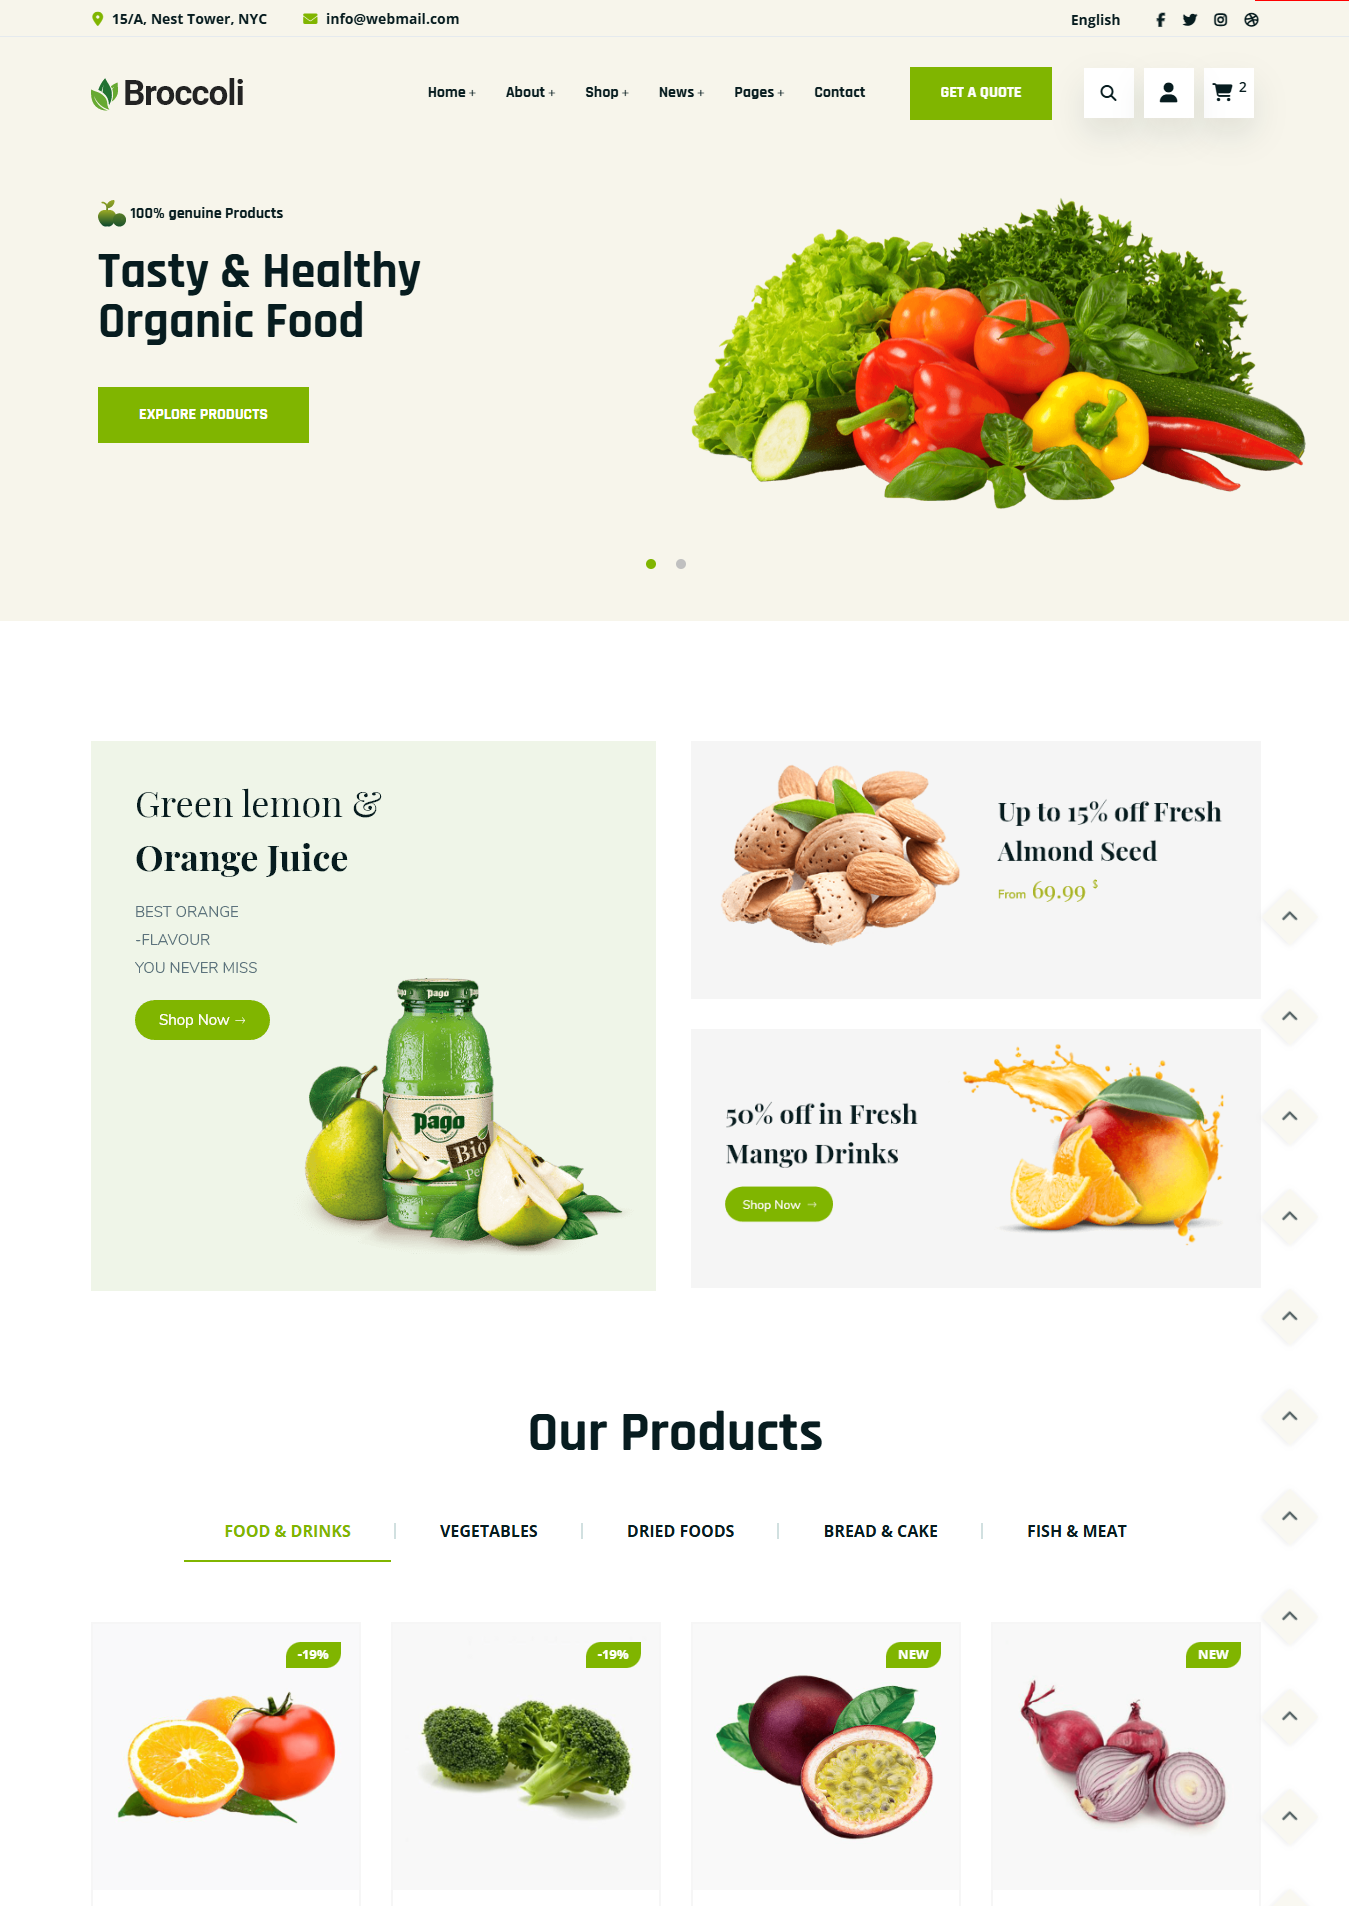 15/A, Nest Tower, NYC
info@webmail.com
English
Broccoli
Home +
About +
Shop +
News +
Pages +
Contact
GET A QUOTE
2
100% genuine Products
Tasty & Healthy
Organic Food
EXPLORE PRODUCTS
Green lemon &
Orange Juice
BEST ORANGE
-FLAVOUR
YOU NEVER MISS
Shop Now →
pago
pago
Bio
Pe
Up to 15% off Fresh
Almond Seed
From 69.99 $
50% off in Fresh
Mango Drinks
Shop Now →
Our Products
FOOD & DRINKS
VEGETABLES
DRIED FOODS
BREAD & CAKE
FISH & MEAT
-19%
-19%
NEW
NEW